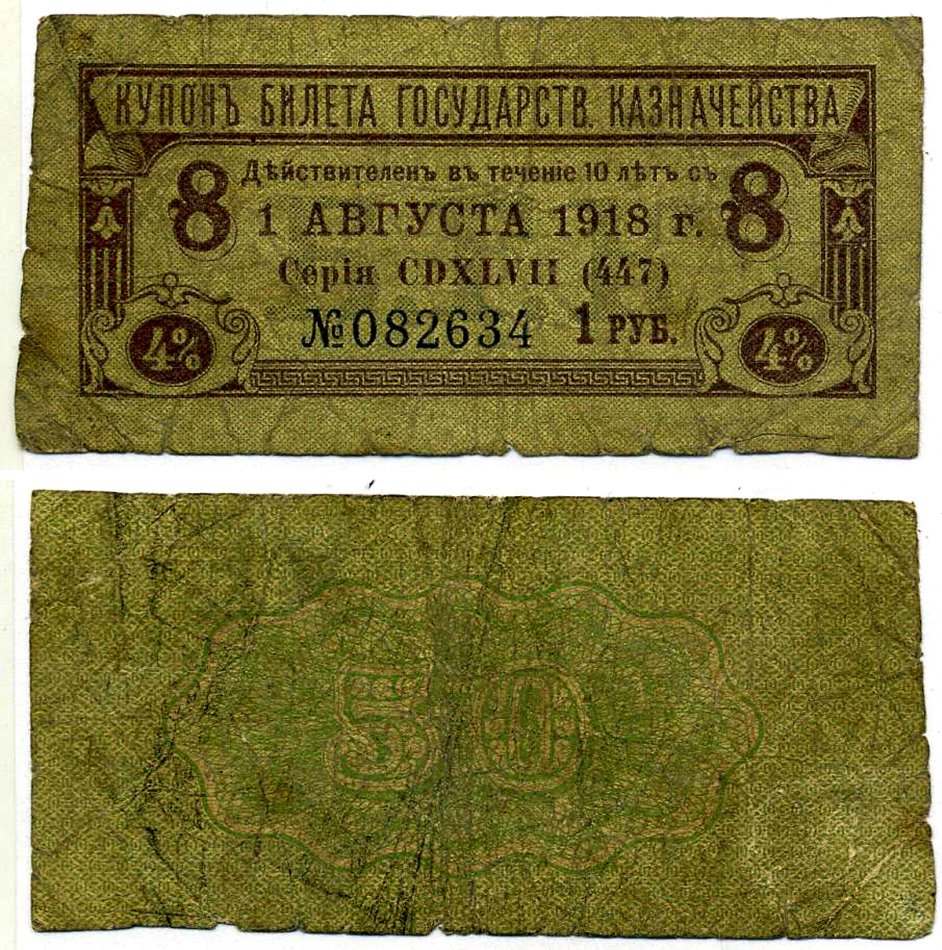 КУПОНЪ БИЛЕТА ГОСУДАРСТВ. КАЗНАЧЕЙСТВА
8 Дѣйствителенъ въ теченіе 10 лѣтъ съ 8
1 АВГУСТА 1918 г.
Серія CDXLVII (447)
№082634 1 РУБ.
4% 4%
50